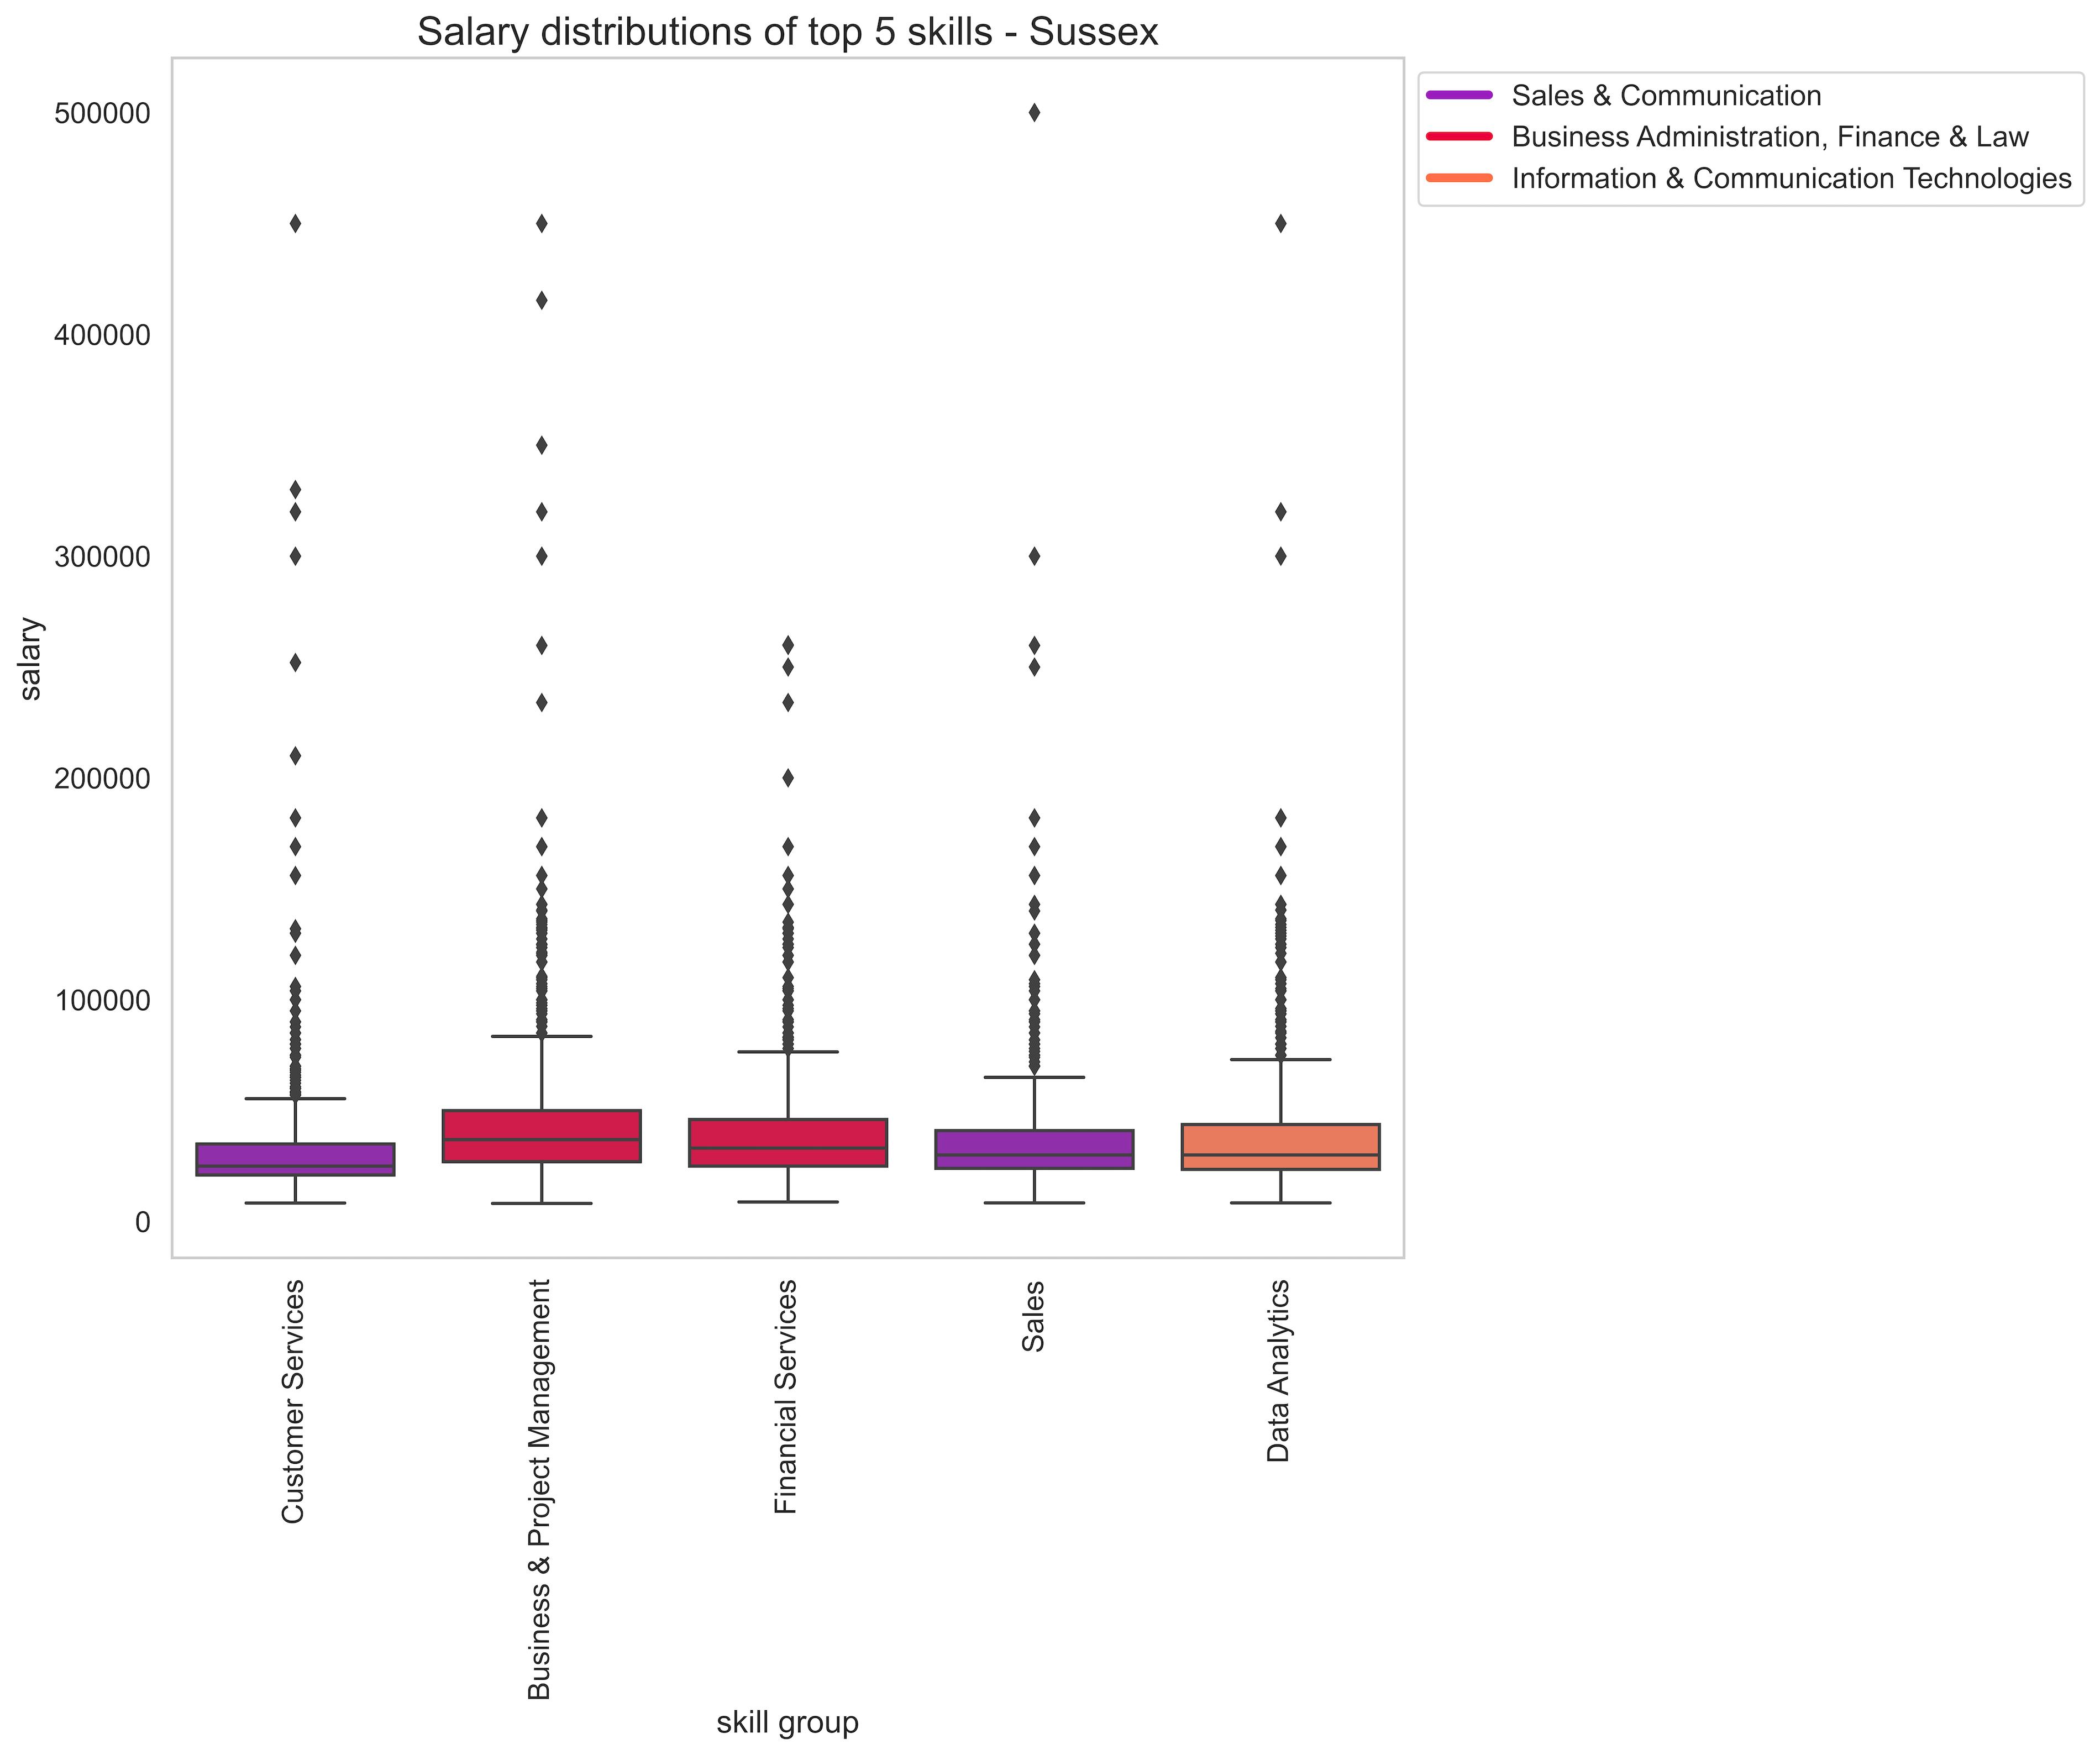 Salary distributions of top 5 skills - Sussex
Sales & Communication
Business Administration, Finance & Law
Information & Communication Technologies
salary
500000
400000
300000
200000
100000
0
Customer Services
Business & Project Management
Financial Services
Sales
Data Analytics
skill group